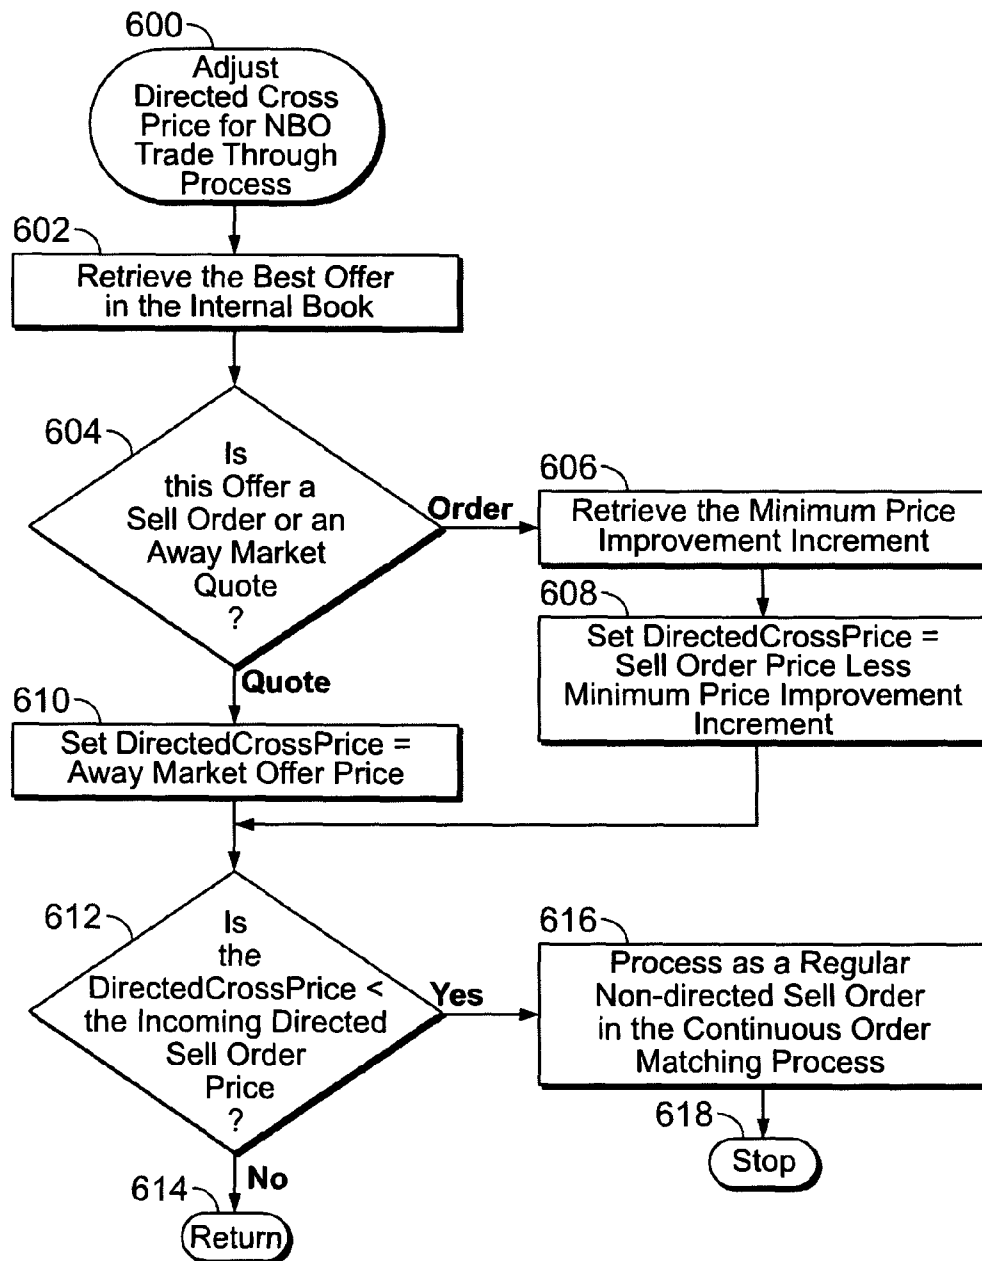 600
Adjust
Directed Cross
Price for NBO
Trade Through
Process
602
Retrieve the Best Offer
in the Internal Book
604
Is
this Offer a
Sell Order or an
Away Market
Quote
?
Order
606
Retrieve the Minimum Price
Improvement Increment
608
Set DirectedCrossPrice =
Sell Order Price Less
Minimum Price Improvement
Increment
Quote
610
Set DirectedCrossPrice =
Away Market Offer Price
612
Is
the
DirectedCrossPrice <
the Incoming Directed
Sell Order
Price
?
Yes
616
Process as a Regular
Non-directed Sell Order
in the Continuous Order
Matching Process
618
Stop
No
614
Return